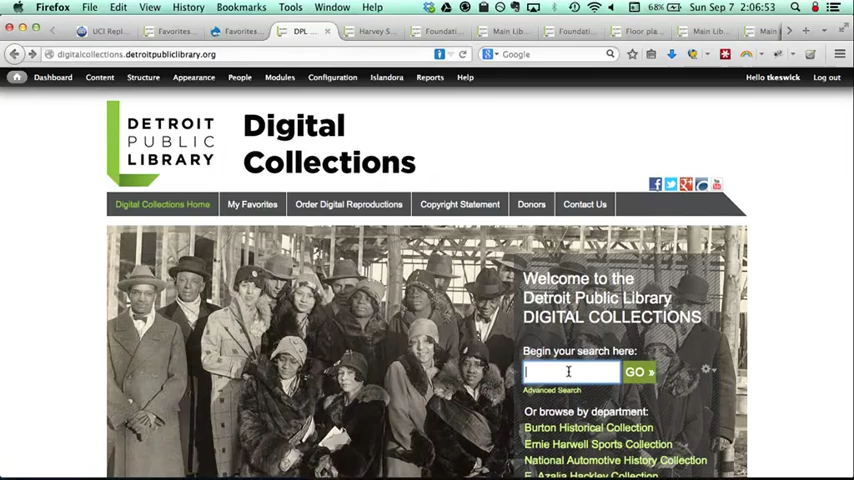 Firefox File Edit View History Bookmarks Tools Window Help 68% Sun Sep 7 2:06:53
UCI Repli Favorites Favorites DPL Harvey S Foundati Main Lib Foundati Floor pla Main Lib Main
digitalcollections.detroitpubliclibrary.org Google
Dashboard Content Structure Appearance People Modules Configuration Islandora Reports Help Hello tkeswick Log out
DETROIT
PUBLIC
LIBRARY
Digital
Collections
Digital Collections Home My Favorites Order Digital Reproductions Copyright Statement Donors Contact Us
Welcome to the
Detroit Public Library
DIGITAL COLLECTIONS
Begin your search here:
GO »
Advanced Search
Or browse by department:
Burton Historical Collection
Ernie Harwell Sports Collection
National Automotive History Collection
E. Azalia Hackley Collection